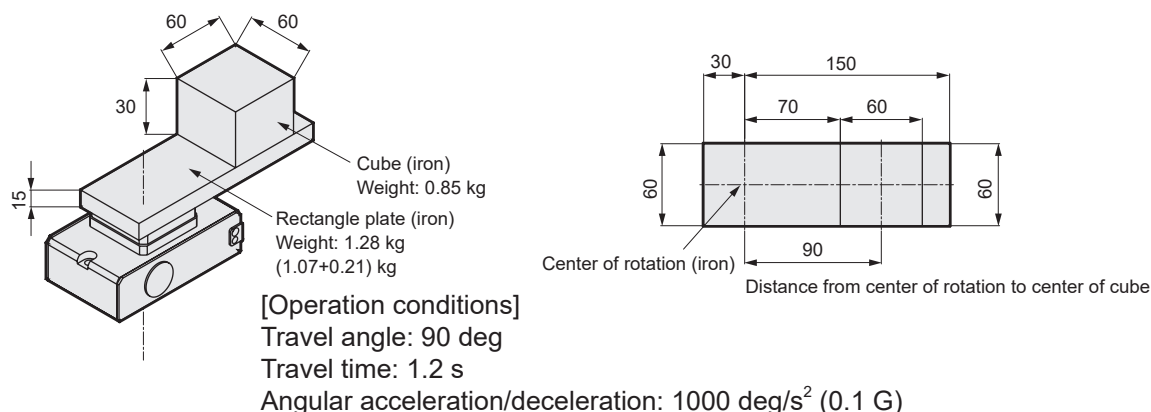 60
60
30
15
Cube (iron)
Weight: 0.85 kg
Rectangle plate (iron)
Weight: 1.28 kg
(1.07+0.21) kg
30
150
70
60
60
60
90
Center of rotation (iron)
Distance from center of rotation to center of cube
[Operation conditions]
Travel angle: 90 deg
Travel time: 1.2 s
Angular acceleration/deceleration: 1000 deg/s² (0.1 G)